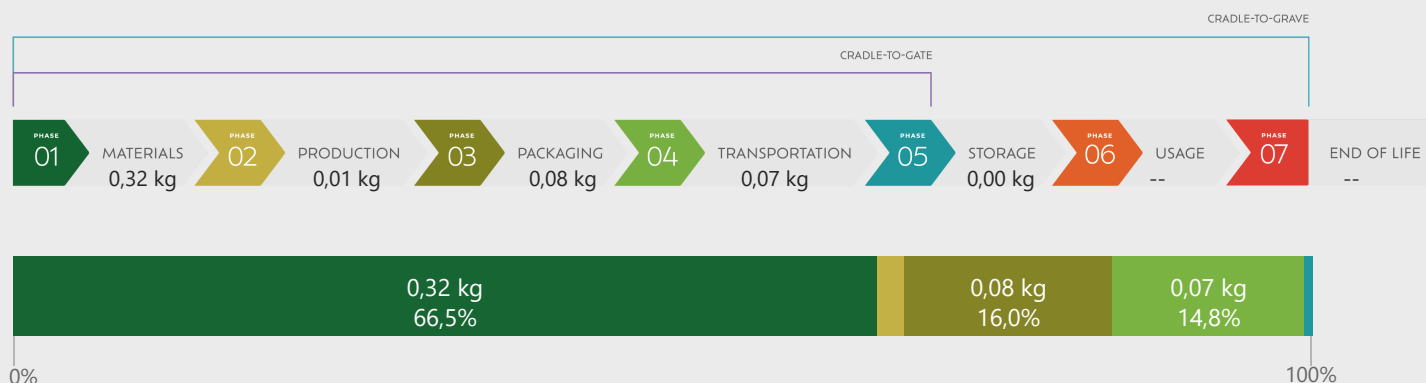 CRADLE-TO-GRAVE
CRADLE-TO-GATE
PHASE
01
MATERIALS
0,32 kg
PHASE
02
PRODUCTION
0,01 kg
PHASE
03
PACKAGING
0,08 kg
PHASE
04
TRANSPORTATION
0,07 kg
PHASE
05
STORAGE
0,00 kg
PHASE
06
USAGE
--
PHASE
07
END OF LIFE
--
0,32 kg
66,5%
0,08 kg
16,0%
0,07 kg
14,8%
0%
100%